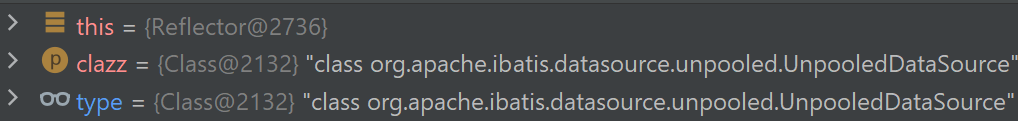 this = {Reflector@2736}
p clazz = {Class@2132} "class org.apache.ibatis.datasource.unpooled.UnpooledDataSource"
type = {Class@2132} "class org.apache.ibatis.datasource.unpooled.UnpooledDataSource"